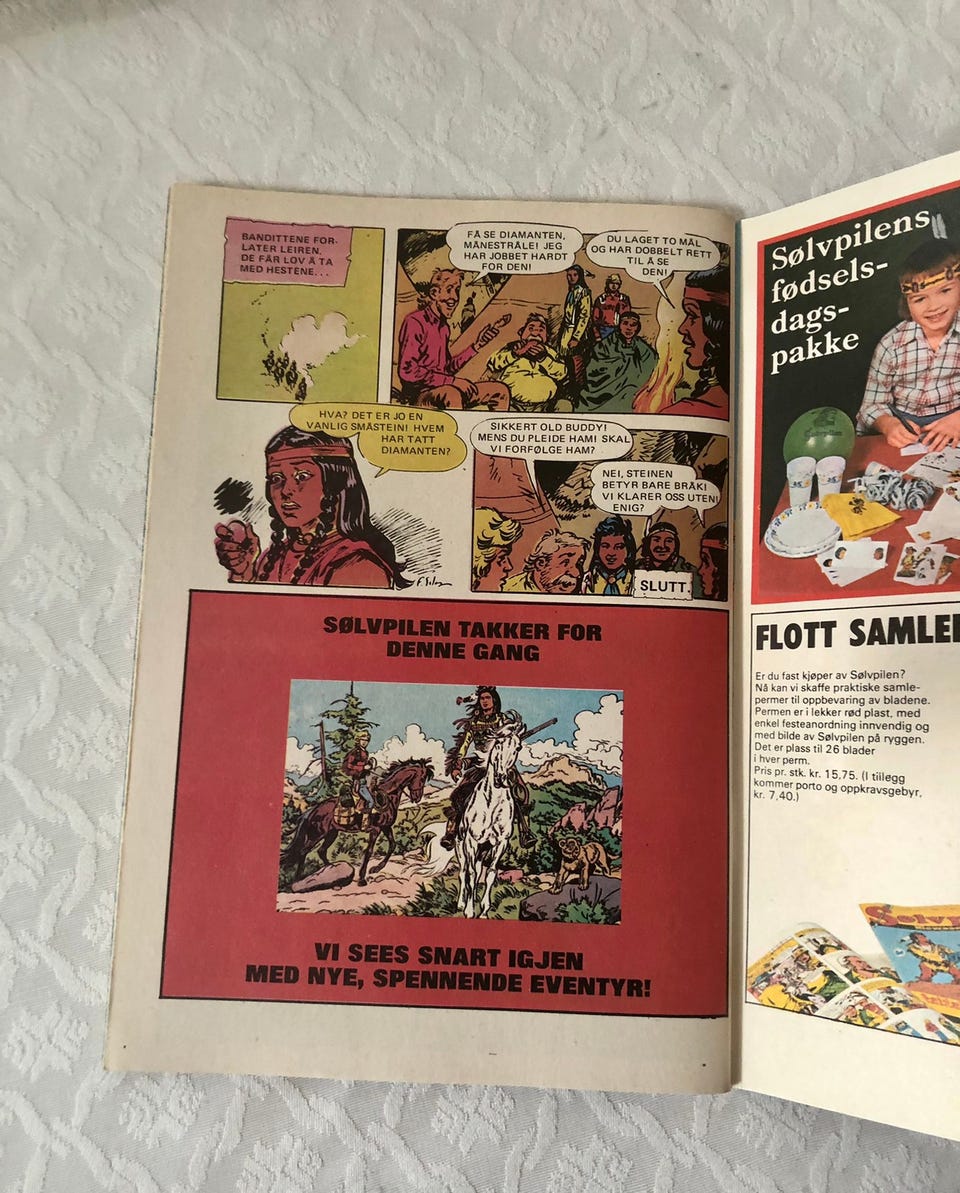 BANDITTENE FOR-
LATER LEIREN,
DE FÅR LOV Å TA
MED HESTENE...
FÅ SE DIAMANTEN,
MÅNESTRÅLE! JEG
HAR JOBBET HARDT
FOR DEN!
DU LAGET TO MÅL
OG HAR DOBBELT RETT
TIL Å SE
DEN!
HVA? DET ER JO EN
VANLIG SMÅSTEIN! HVEM
HAR TATT
DIAMANTEN?
SIKKERT OLD BUDDY!
MENS DU PLEIDE HAM! SKAL
VI FORFØLGE HAM?
NEI, STEINEN
BETYR BARE BRÅK!
VI KLARER OSS UTEN!
ENIG?
SLUTT.
SØLVPILEN TAKKER FOR
DENNE GANG
VI SEES SNART IGJEN
MED NYE, SPENNENDE EVENTYR!
Sølvpilens
fødsels-
dags-
pakke
Sølvpilen
FLOTT SAMLE
Er du fast kjøper av Sølvpilen?
Nå kan vi skaffe praktiske samle-
permer til oppbevaring av bladene.
Permen er i lekker rød plast, med
enkel festeanordning innvendig og
med bilde av Sølvpilen på ryggen.
Det er plass til 26 blader
i hver perm.
Pris pr. stk. kr. 15,75. (I tillegg
kommer porto og oppkravsgebyr,
kr. 7,40.)
Sølvpil